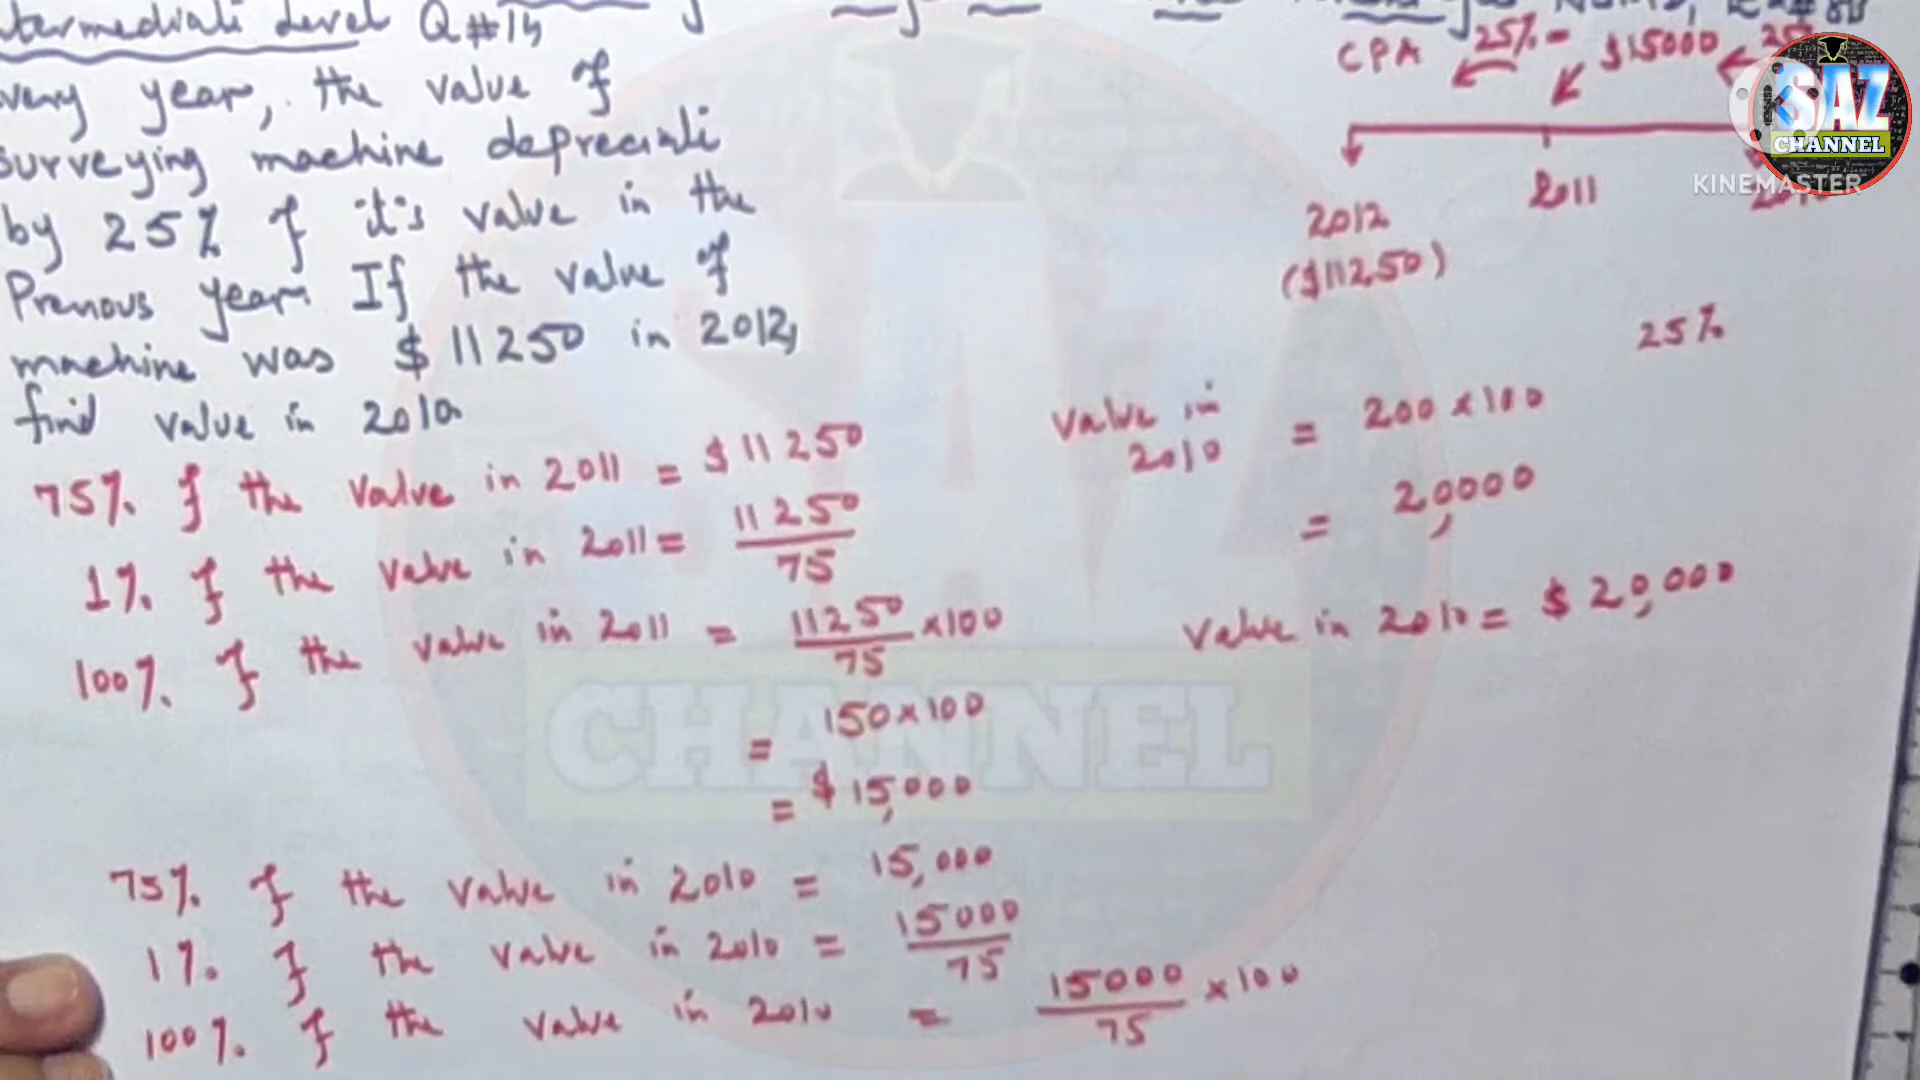 Level Q#14
year, the value of
surveying machine depreciate
by 25% of it's value in the
Previous year. If the value of
machine was $11250 in 2012,
find value in 2010.
75% of the value in 2011 = $11250
1% of the value in 2011 = 11250/75
100% of the value in 2011 = 11250/75 ×100
= 150×100
= $15,000
75% of the value in 2010 = 15,000
1% of the value in 2010 = 15000/75
100% of the value in 2010 = 15000/75 ×100
CPA 25% $15000
2012 2011
($11250)
25%
Value in 2010 = 200×100
= 20,000
Value in 2010 = $20,000
SAZ
CHANNEL
KINEMASTER
SAZ
CHANNEL